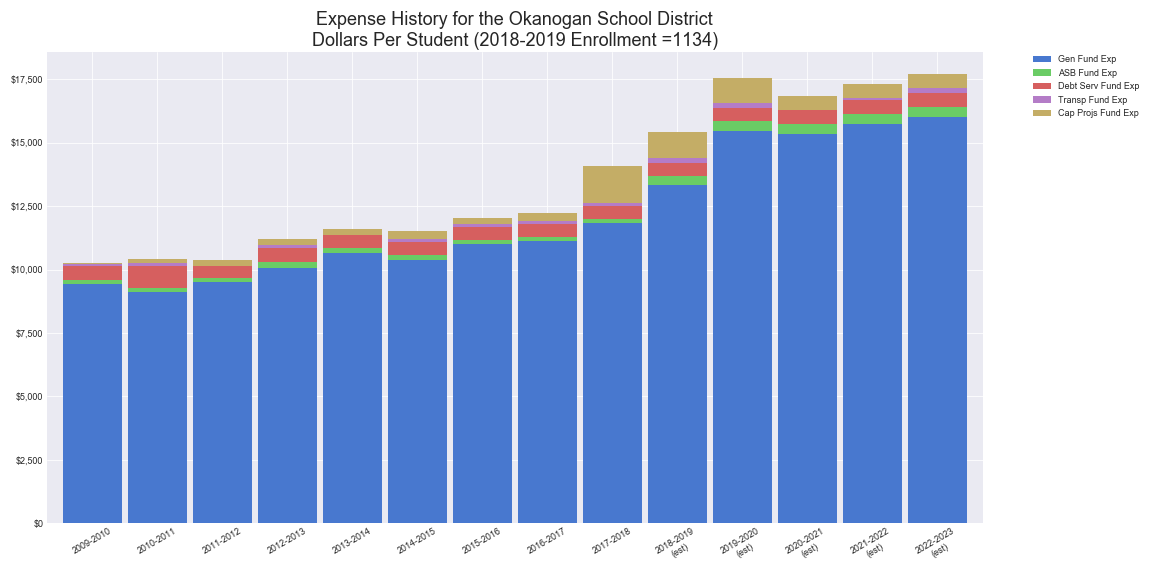 Expense History for the Okanogan School District
Dollars Per Student (2018-2019 Enrollment =1134)
Gen Fund Exp
ASB Fund Exp
Debt Serv Fund Exp
Transp Fund Exp
Cap Projs Fund Exp
$17,500
$15,000
$12,500
$10,000
$7,500
$5,000
$2,500
$0
2009-2010
2010-2011
2011-2012
2012-2013
2013-2014
2014-2015
2015-2016
2016-2017
2017-2018
2018-2019
(est)
2019-2020
(est)
2020-2021
(est)
2021-2022
(est)
2022-2023
(est)